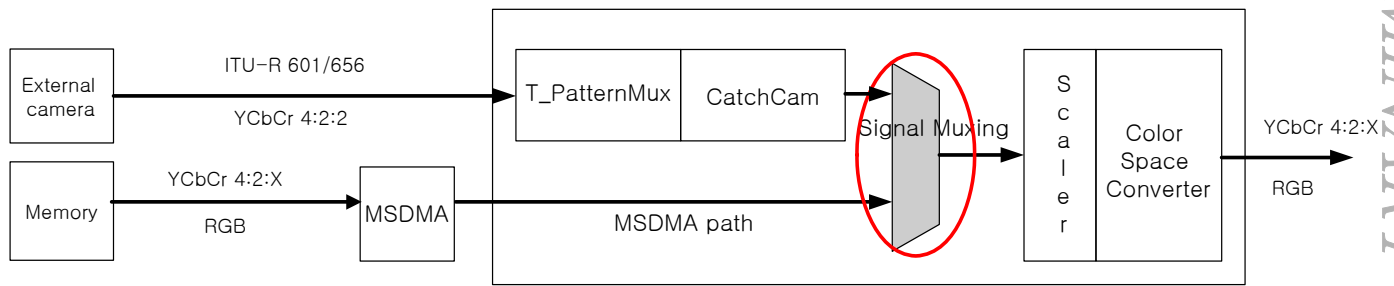 External
camera
ITU-R 601/656
YCbCr 4:2:2
T_PatternMux
CatchCam
Signal Muxing
Scaler
Color
Space
Converter
YCbCr 4:2:X
RGB
Memory
YCbCr 4:2:X
RGB
MSDMA
MSDMA path